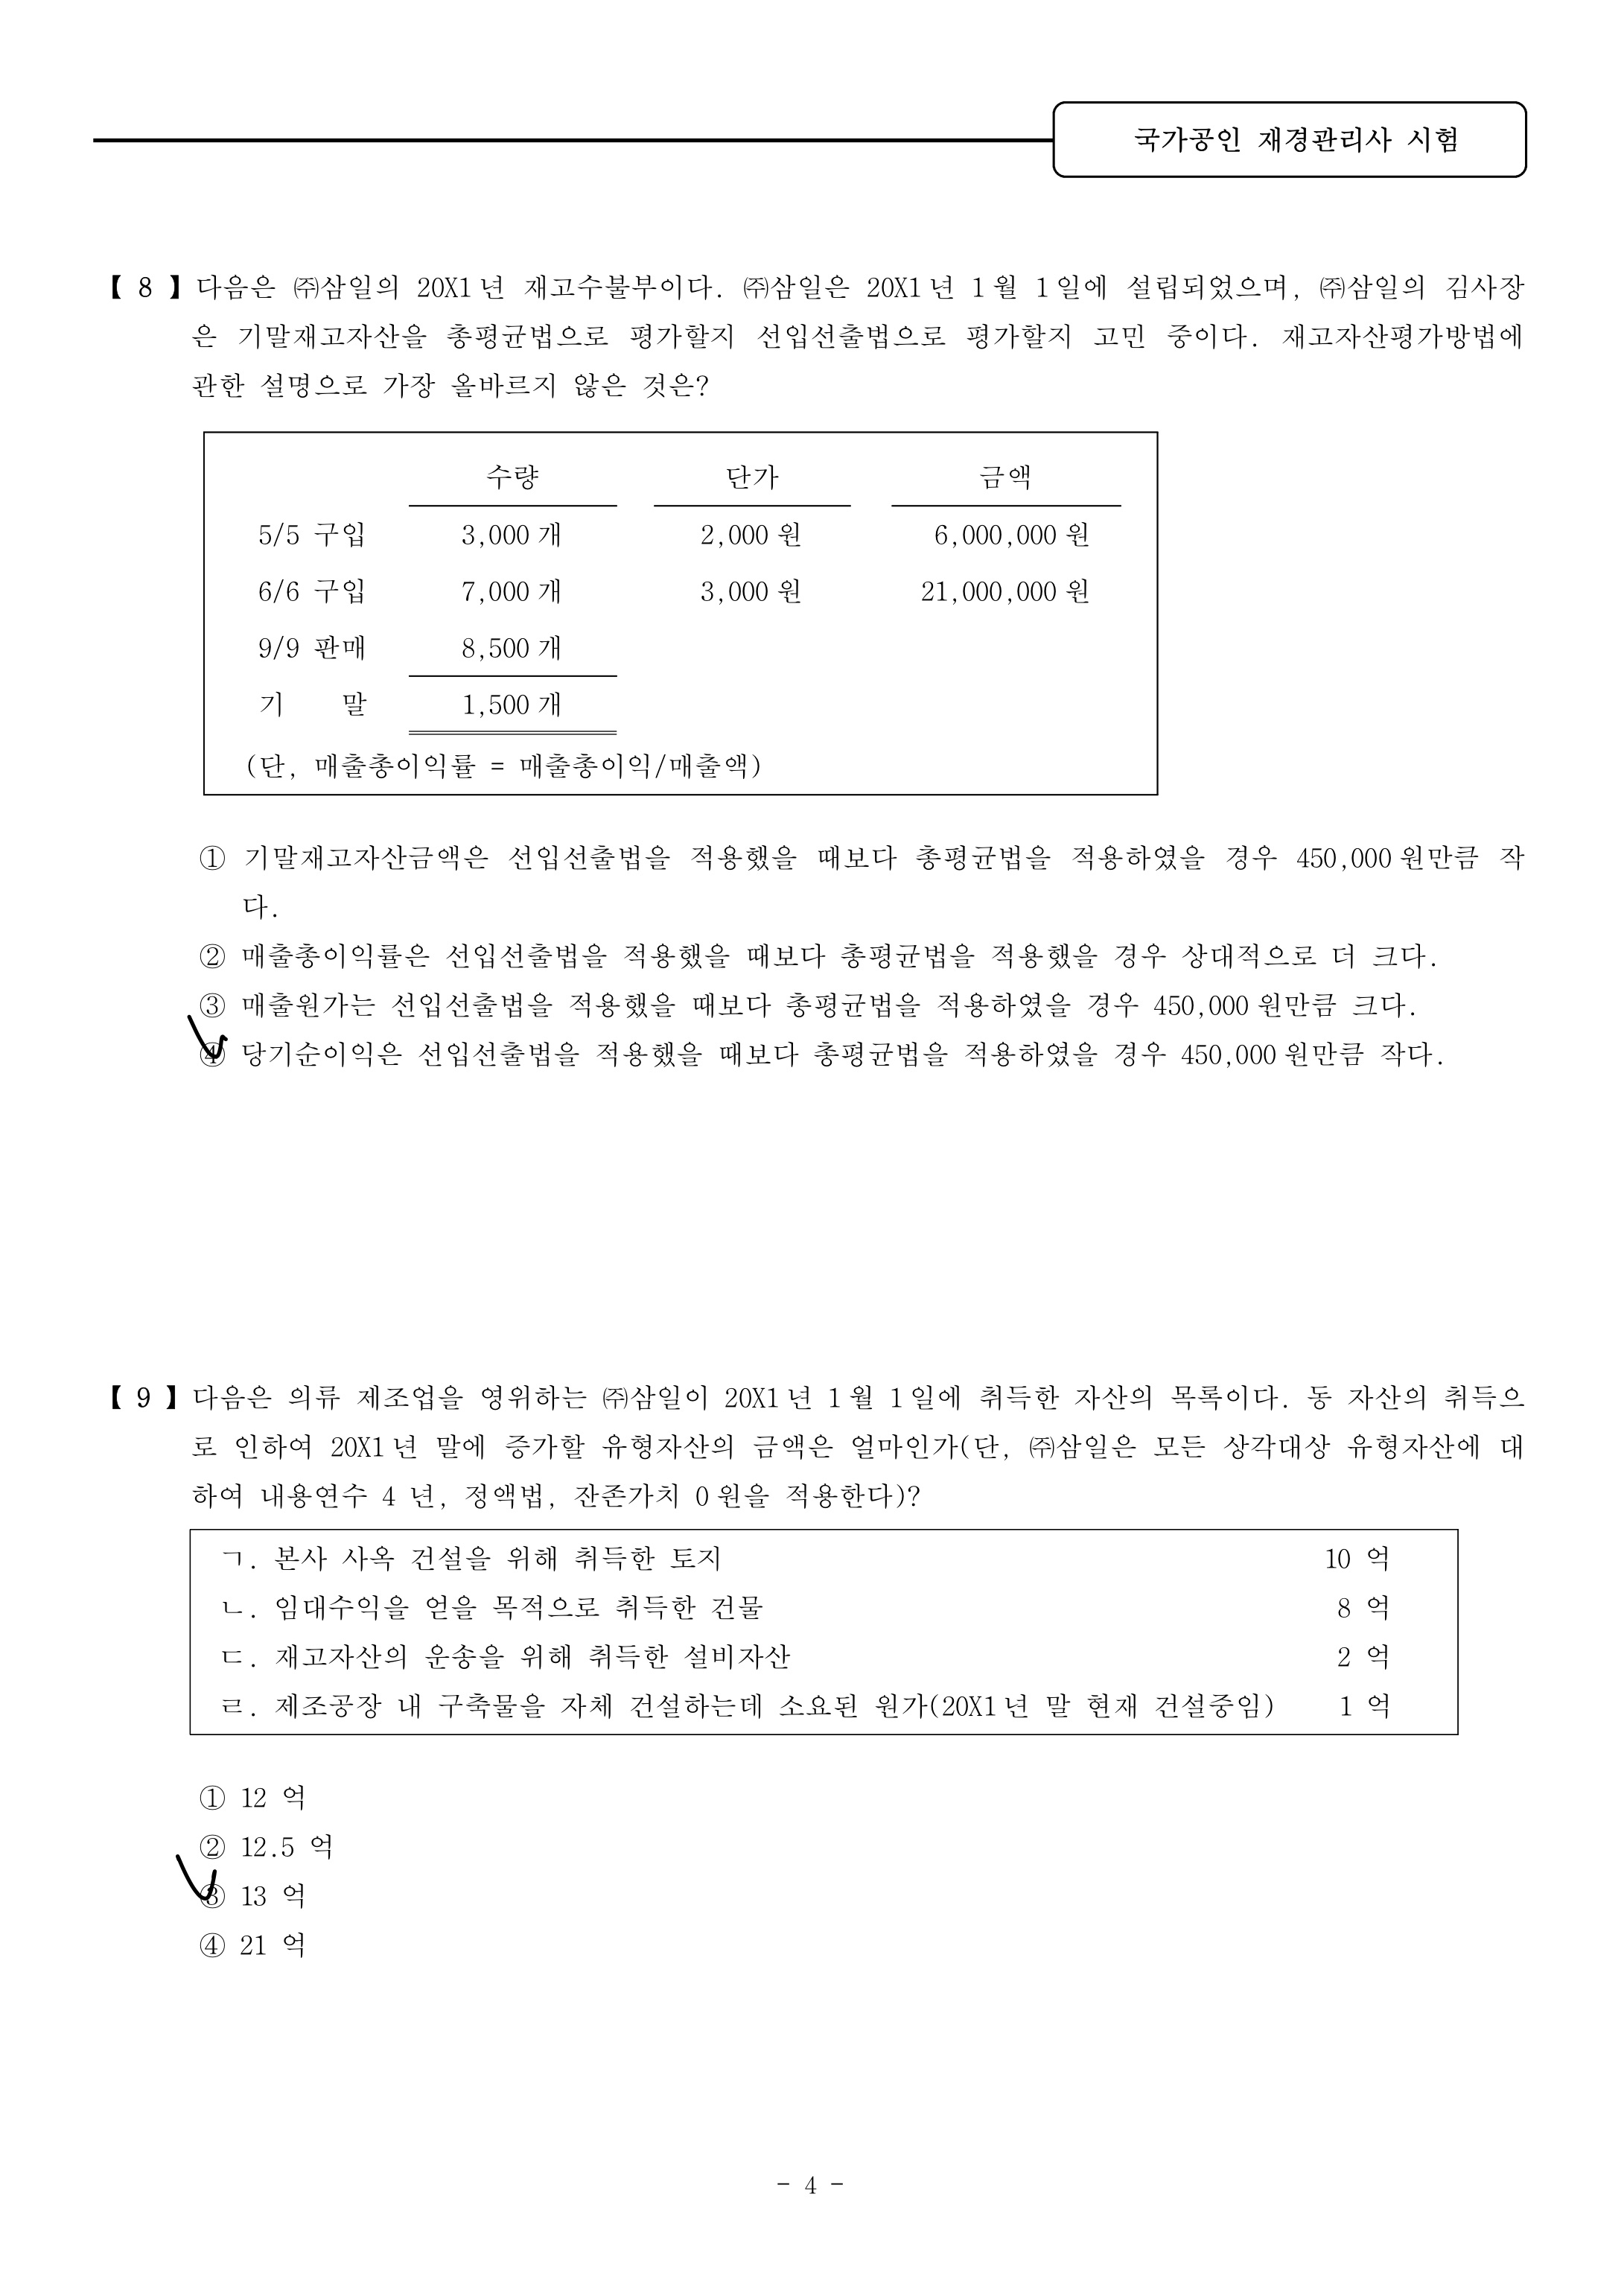 국가공인 재경관리사 시험
【 8 】 다음은 ㈜삼일의 20X1년 재고수불부이다. ㈜삼일은 20X1년 1월 1일에 설립되었으며, ㈜삼일의 김사장
은 기말재고자산을 총평균법으로 평가할지 선입선출법으로 평가할지 고민 중이다. 재고자산평가방법에
관한 설명으로 가장 올바르지 않은 것은?
수량 단가 금액
5/5 구입 3,000개 2,000원 6,000,000원
6/6 구입 7,000개 3,000원 21,000,000원
9/9 판매 8,500개
기 말 1,500개
(단, 매출총이익률 = 매출총이익/매출액)
① 기말재고자산금액은 선입선출법을 적용했을 때보다 총평균법을 적용하였을 경우 450,000원만큼 작
다.
② 매출총이익률은 선입선출법을 적용했을 때보다 총평균법을 적용했을 경우 상대적으로 더 크다.
③ 매출원가는 선입선출법을 적용했을 때보다 총평균법을 적용하였을 경우 450,000원만큼 크다.
④ 당기순이익은 선입선출법을 적용했을 때보다 총평균법을 적용하였을 경우 450,000원만큼 작다.
【 9 】 다음은 의류 제조업을 영위하는 ㈜삼일이 20X1년 1월 1일에 취득한 자산의 목록이다. 동 자산의 취득으
로 인하여 20X1년 말에 증가할 유형자산의 금액은 얼마인가(단, ㈜삼일은 모든 상각대상 유형자산에 대
하여 내용연수 4년, 정액법, 잔존가치 0원을 적용한다)?
ㄱ. 본사 사옥 건설을 위해 취득한 토지 10 억
ㄴ. 임대수익을 얻을 목적으로 취득한 건물 8 억
ㄷ. 재고자산의 운송을 위해 취득한 설비자산 2 억
ㄹ. 제조공장 내 구축물을 자체 건설하는데 소요된 원가(20X1년 말 현재 건설중임) 1 억
① 12 억
② 12.5 억
③ 13 억
④ 21 억
- 4 -